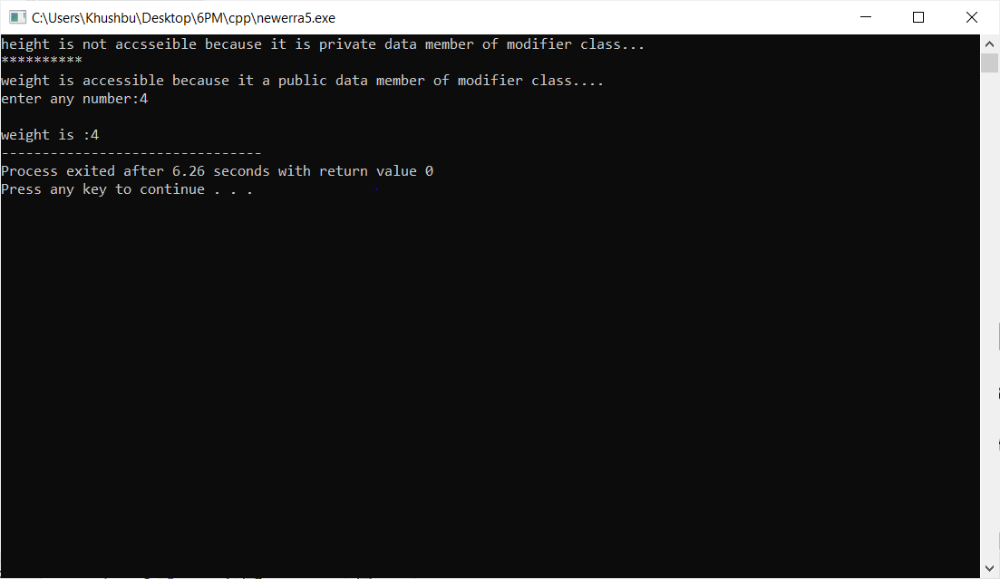 C:\Users\Khushbu\Desktop\6PM\cpp\newerra5.exe
height is not accsseible because it is private data member of modifier class...
**********
weight is accessible because it a public data member of modifier class....
enter any number:4
weight is :4
--------------------------------
Process exited after 6.26 seconds with return value 0
Press any key to continue . . .